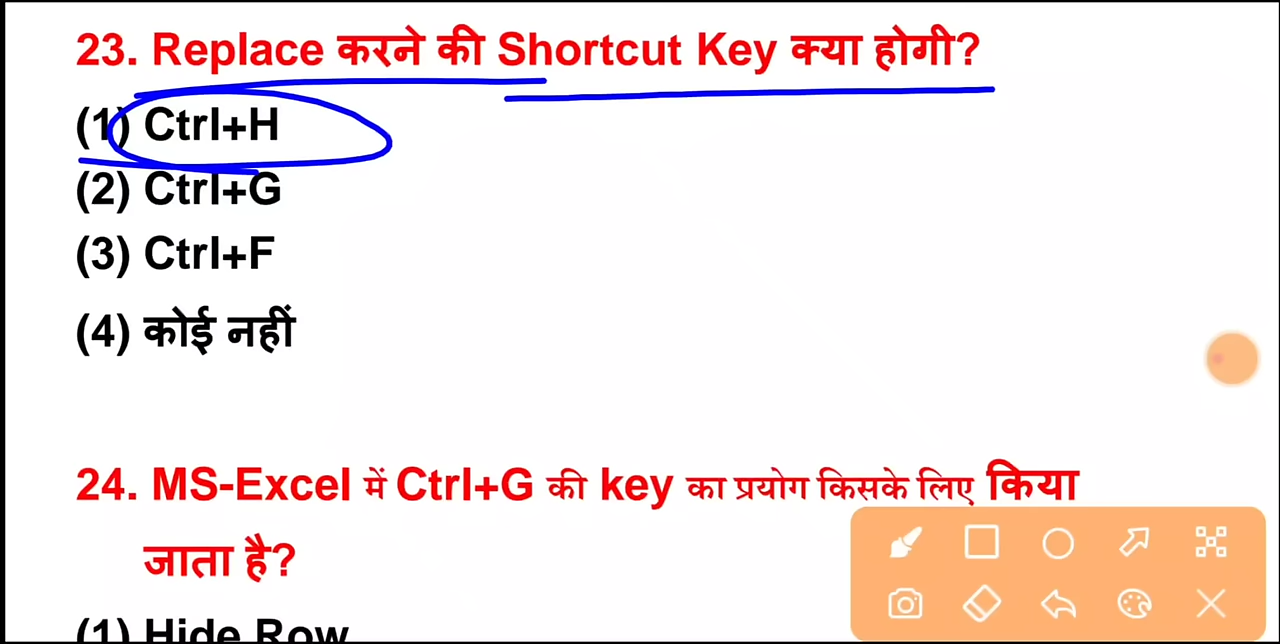 23. Replace करने की Shortcut Key क्या होगी?
(1) Ctrl+H
(2) Ctrl+G
(3) Ctrl+F
(4) कोई नहीं
24. MS-Excel में Ctrl+G की key का प्रयोग किसके लिए किया
जाता है?
(1) Hide Row